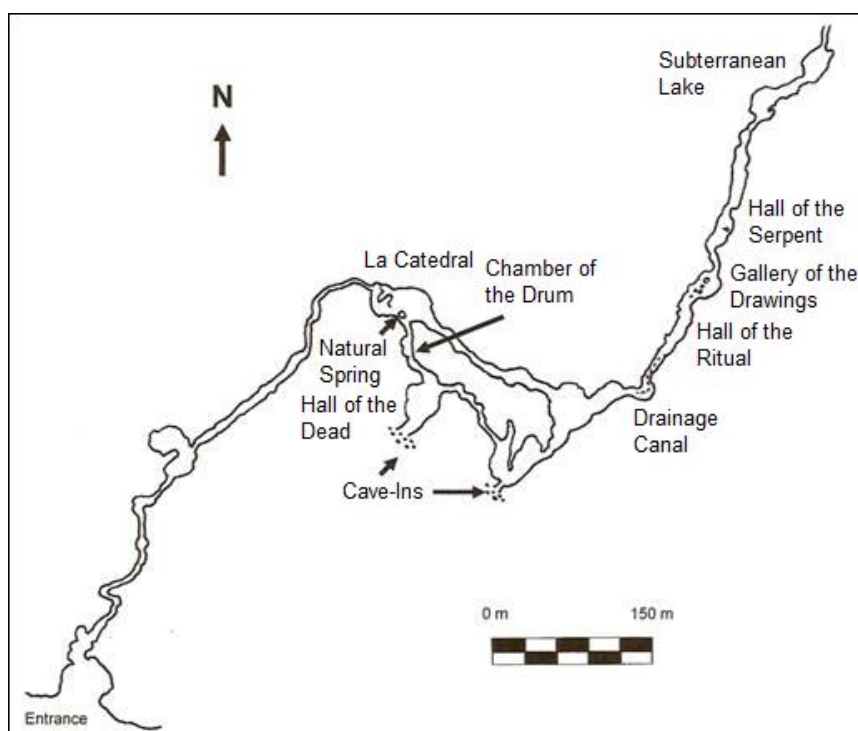 Subterranean
Lake
N
Hall of the
Serpent
La Catedral
Chamber of
the Drum
Gallery of the
Drawings
Natural
Spring
Hall of the
Ritual
Hall of the
Dead
Drainage
Canal
Cave-Ins
0 m
150 m
Entrance